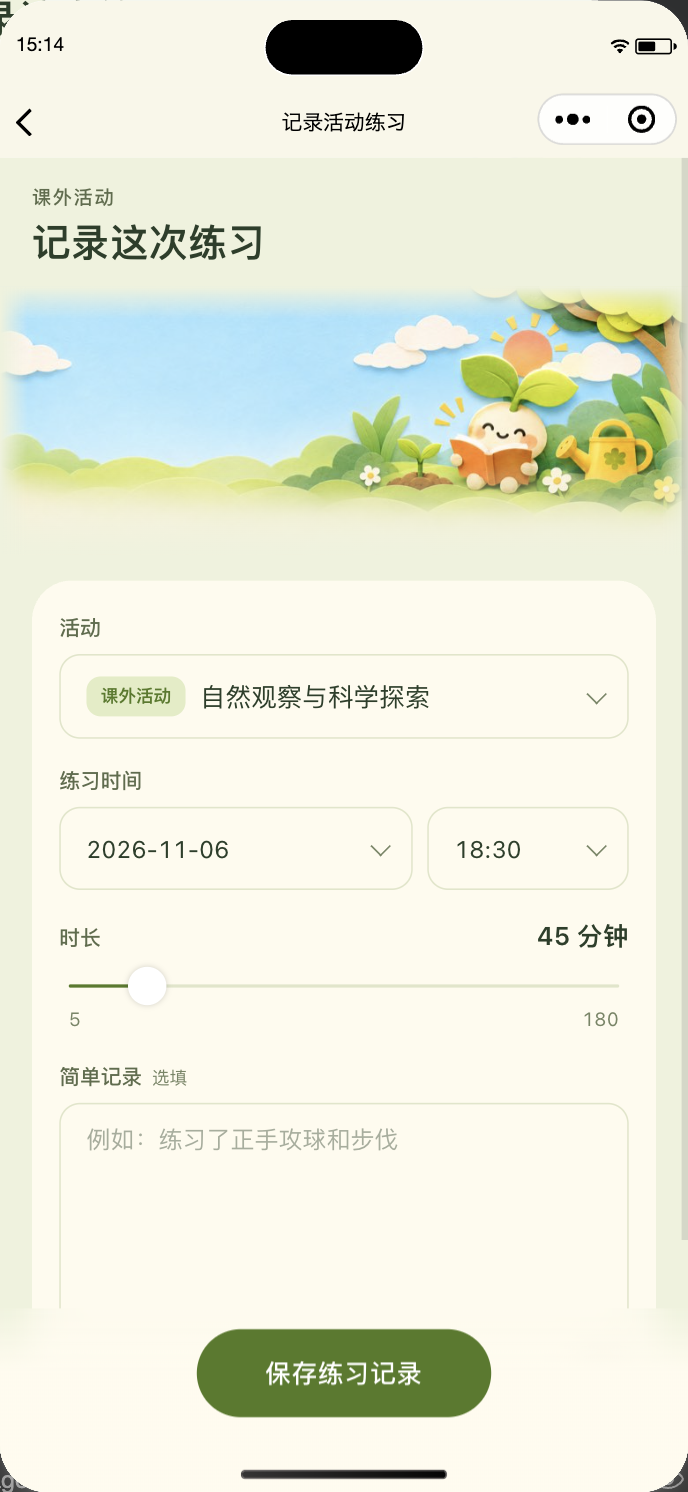 15:14
记录活动练习
课外活动
记录这次练习
活动
课外活动 自然观察与科学探索
练习时间
2026-11-06 18:30
时长 45 分钟
5 180
简单记录 选填
例如：练习了正手攻球和步伐
保存练习记录